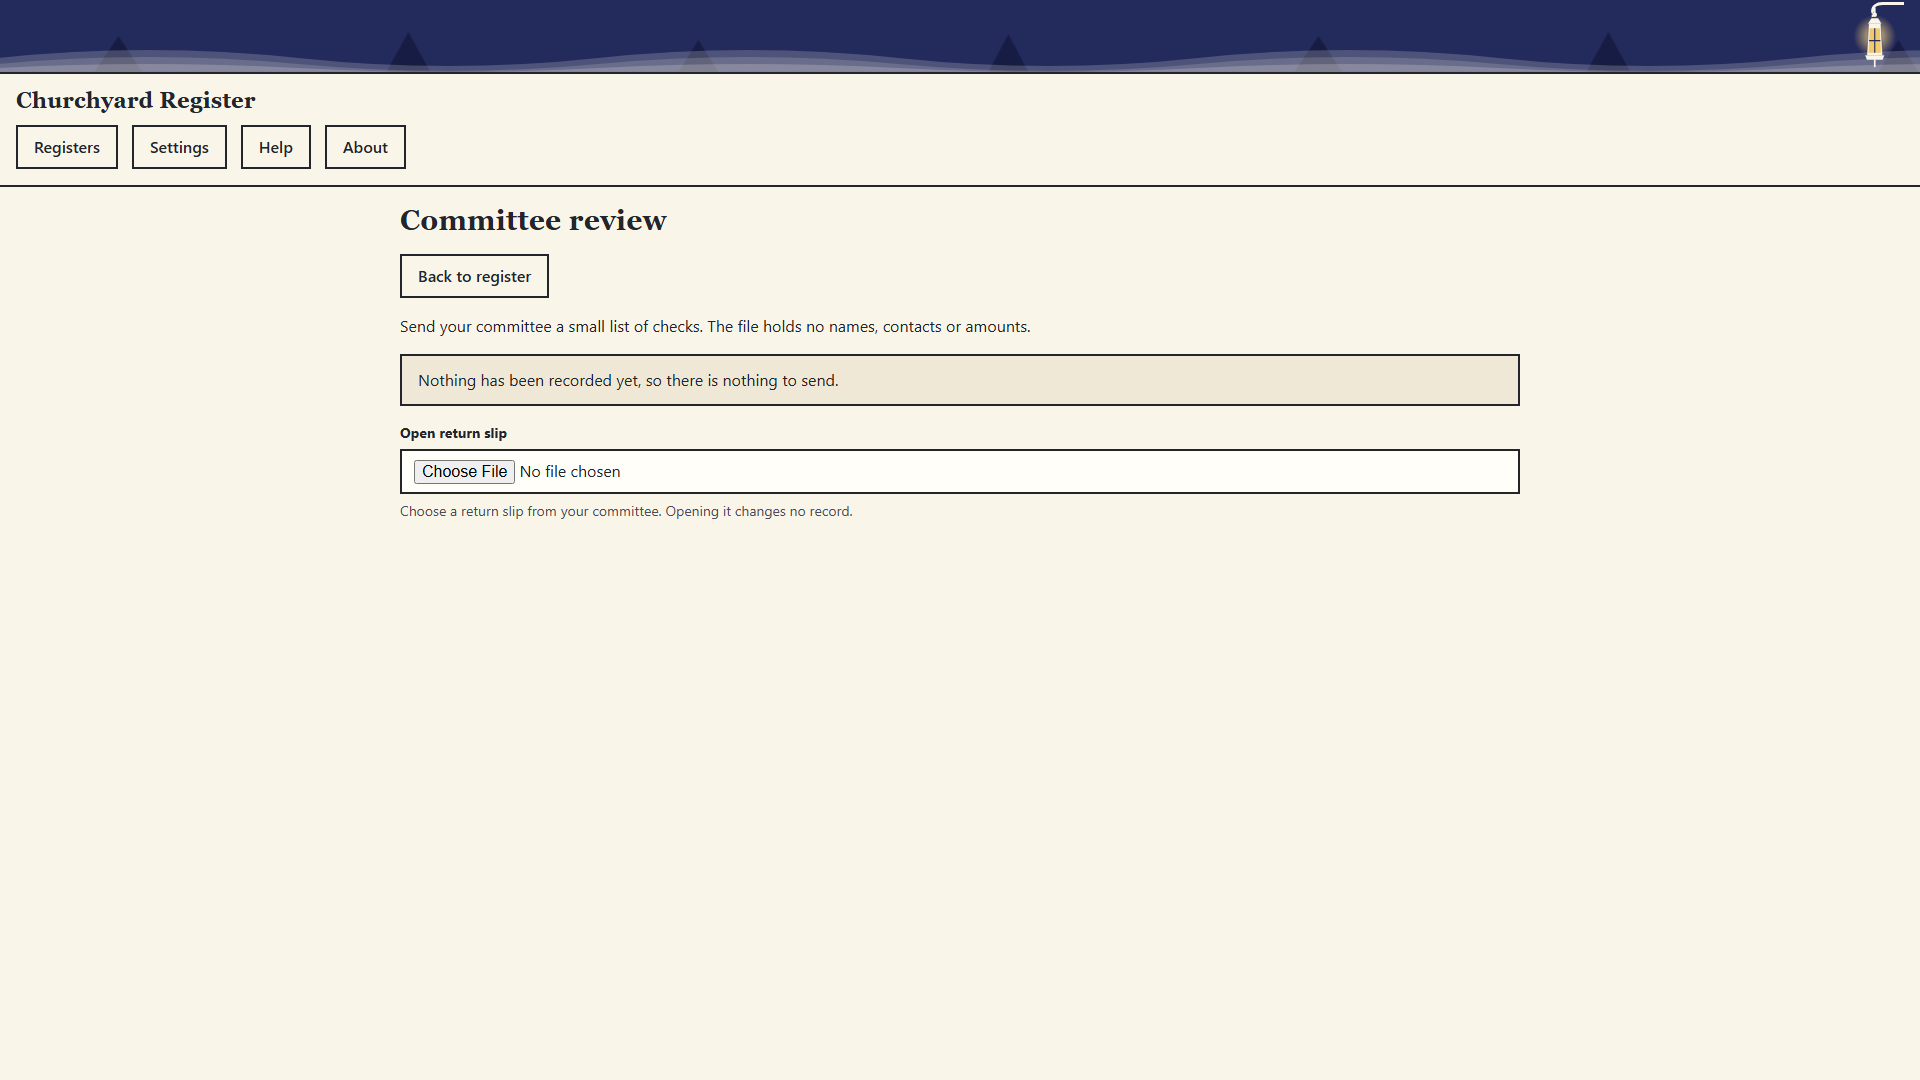 Churchyard Register
Registers
Settings
Help
About
Committee review
Back to register
Send your committee a small list of checks. The file holds no names, contacts or amounts.
Nothing has been recorded yet, so there is nothing to send.
Open return slip
Choose File No file chosen
Choose a return slip from your committee. Opening it changes no record.